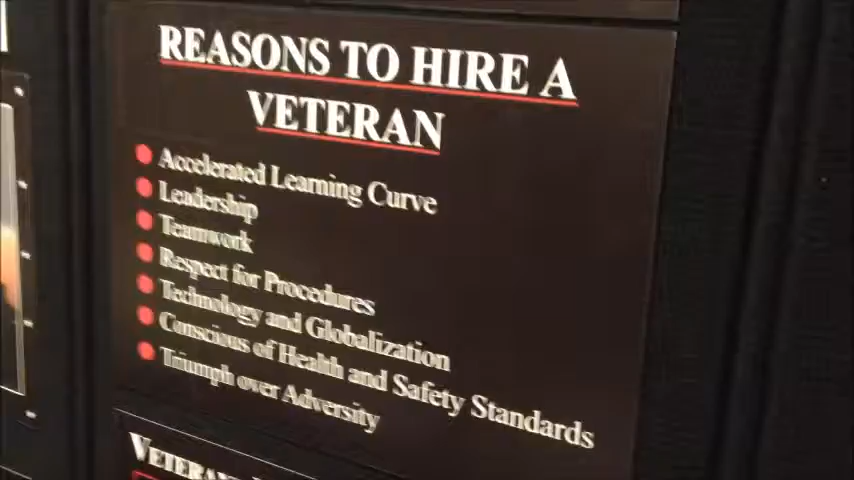 REASONS TO HIRE A
VETERAN
Accelerated Learning Curve
Leadership
Teamwork
Respect for Procedures
Technology and Globalization
Conscious of Health and Safety Standards
Triumph over Adversity